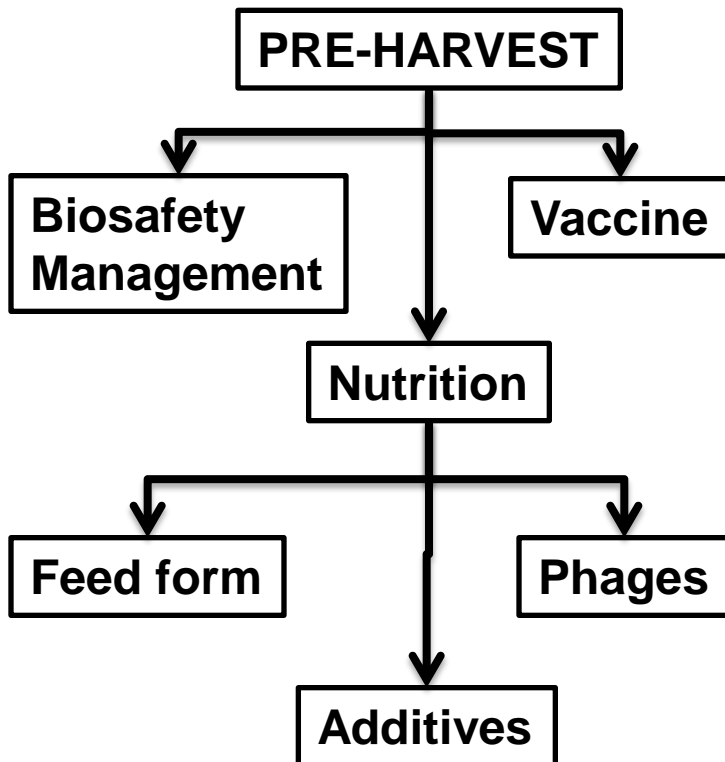 PRE-HARVEST
Biosafety
Management
Vaccine
Nutrition
Feed form
Phages
Additives